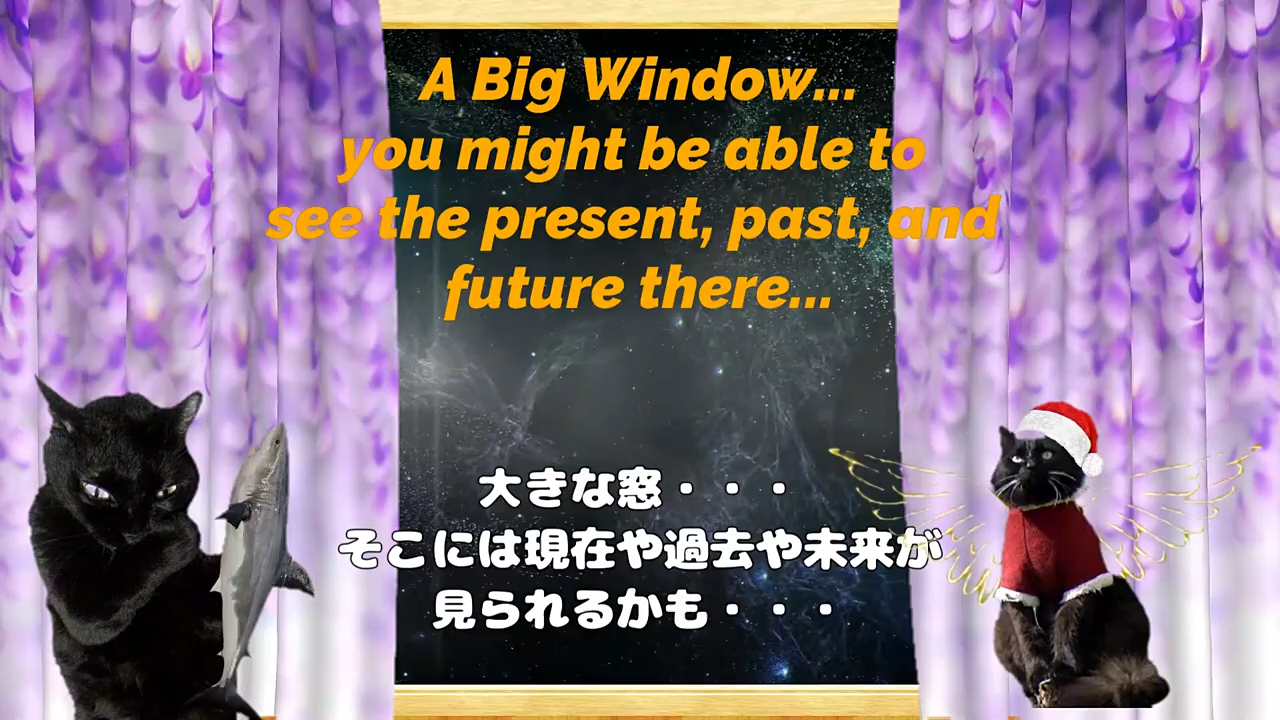 A Big Window...
you might be able to
see the present, past, and
future there...
大きな窓・・・
そこには現在や過去や未来が
見られるかも・・・